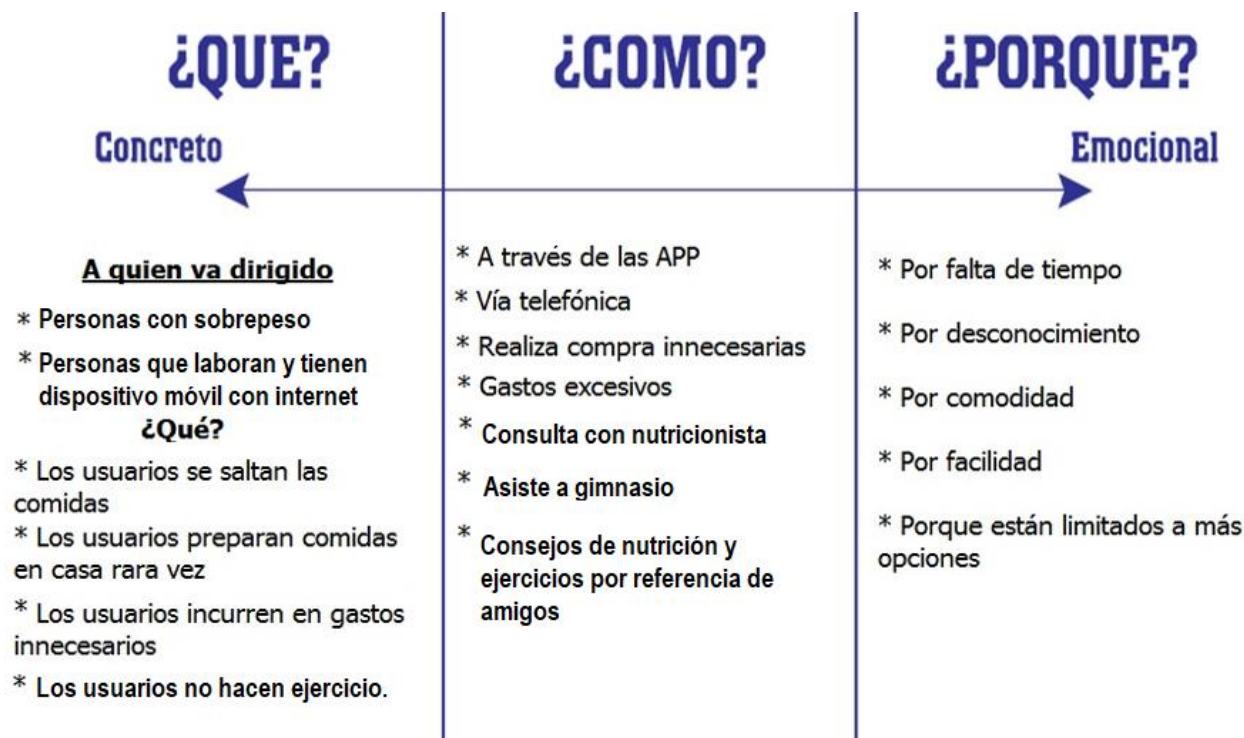 ¿QUE?
Concreto
A quien va dirigido
* Personas con sobrepeso
* Personas que laboran y tienen
dispositivo móvil con internet
¿Qué?
* Los usuarios se saltan las
comidas
* Los usuarios preparan comidas
en casa rara vez
* Los usuarios incurren en gastos
innecesarios
* Los usuarios no hacen ejercicio.
¿COMO?
* A través de las APP
* Vía telefónica
* Realiza compra innecesarias
* Gastos excesivos
* Consulta con nutricionista
* Asiste a gimnasio
* Consejos de nutrición y
ejercicios por referencia de
amigos
¿PORQUE?
Emocional
* Por falta de tiempo
* Por desconocimiento
* Por comodidad
* Por facilidad
* Porque están limitados a más
opciones